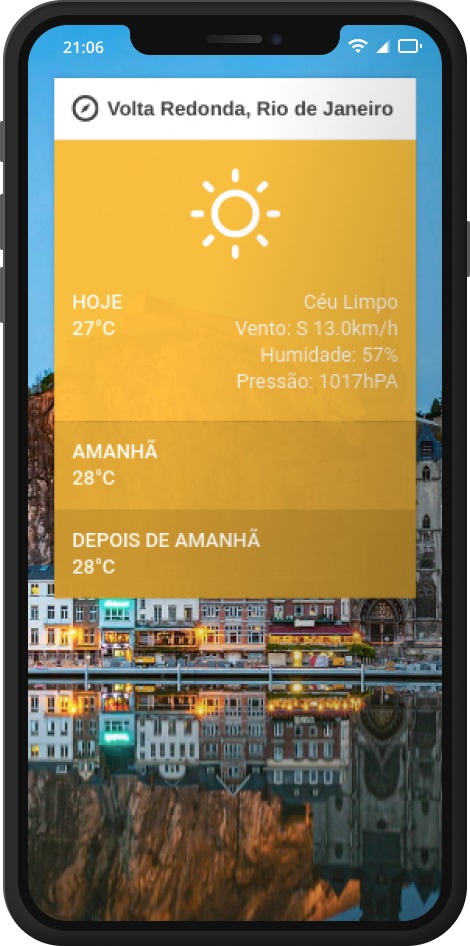 21:06
Volta Redonda, Rio de Janeiro
HOJE
27°C
Céu Limpo
Vento: S 13.0km/h
Humidade: 57%
Pressão: 1017hPA
AMANHÃ
28°C
DEPOIS DE AMANHÃ
28°C